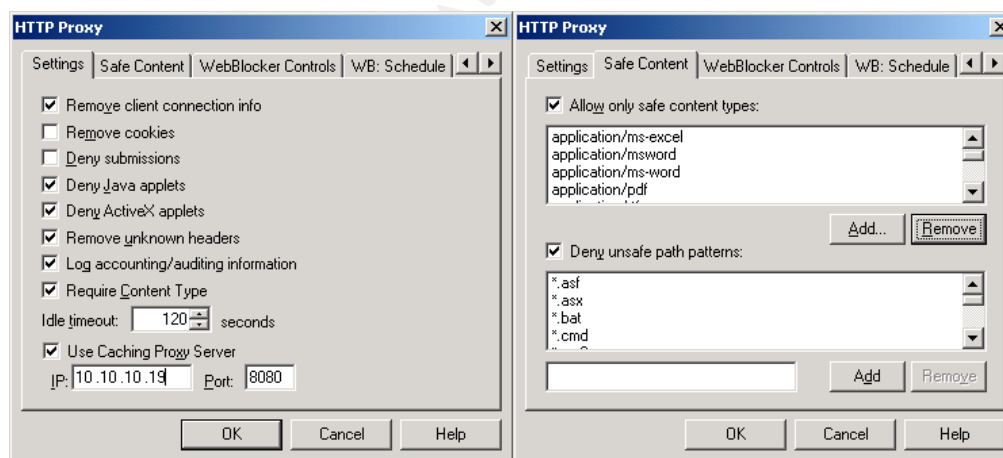 HTTP Proxy
Settings Safe Content WebBlocker Controls WB: Schedule
Remove client connection info
Remove cookies
Deny submissions
Deny Java applets
Deny ActiveX applets
Remove unknown headers
Log accounting/auditing information
Require Content Type
Idle timeout: 120 seconds
Use Caching Proxy Server
IP: 10 .10 .10 .19 Port: 8080
OK Cancel Help
HTTP Proxy
Settings Safe Content WebBlocker Controls WB: Schedule
Allow only safe content types:
application/ms-excel
application/msword
application/ms-word
application/pdf
Add... Remove
Deny unsafe path patterns:
*.asf
*.asx
*.bat
*.cmd
Add Remove
OK Cancel Help